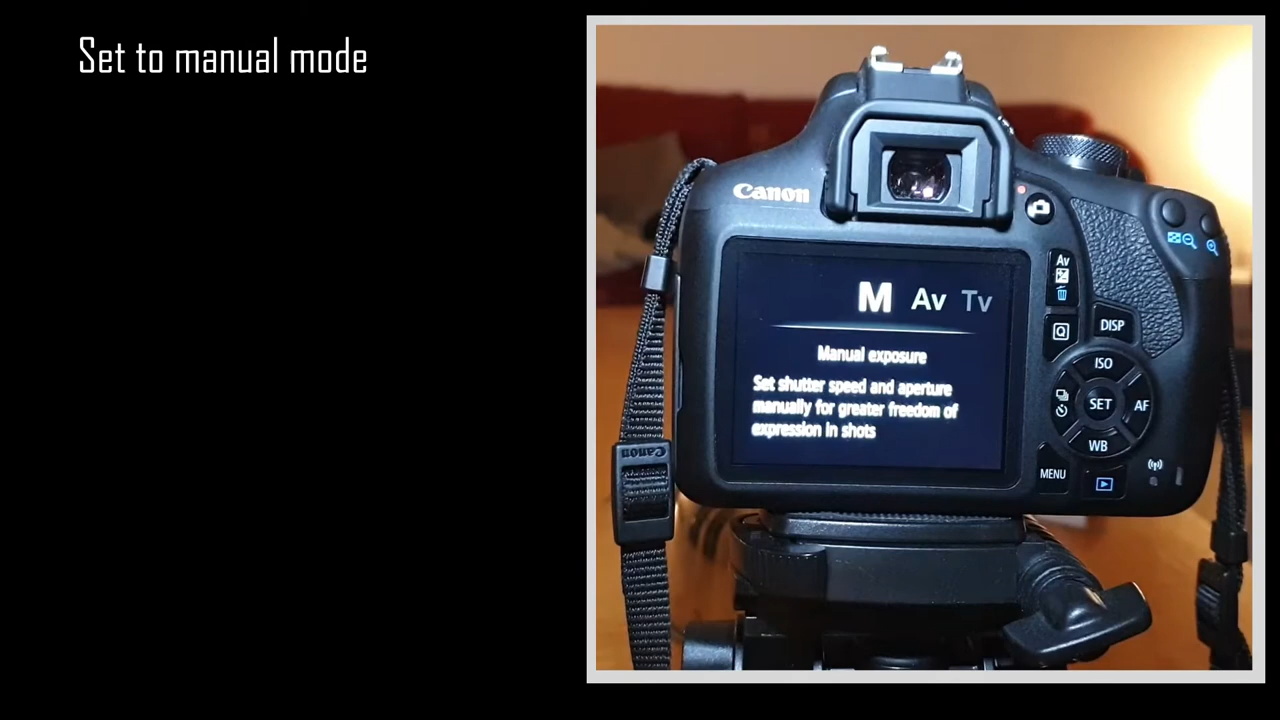 Set to manual mode
Canon
M Av Tv
Manual exposure
Set shutter speed and aperture
manually for greater freedom of
expression in shots
Av
Q
DISP
ISO
SET
AF
WB
MENU
Canon